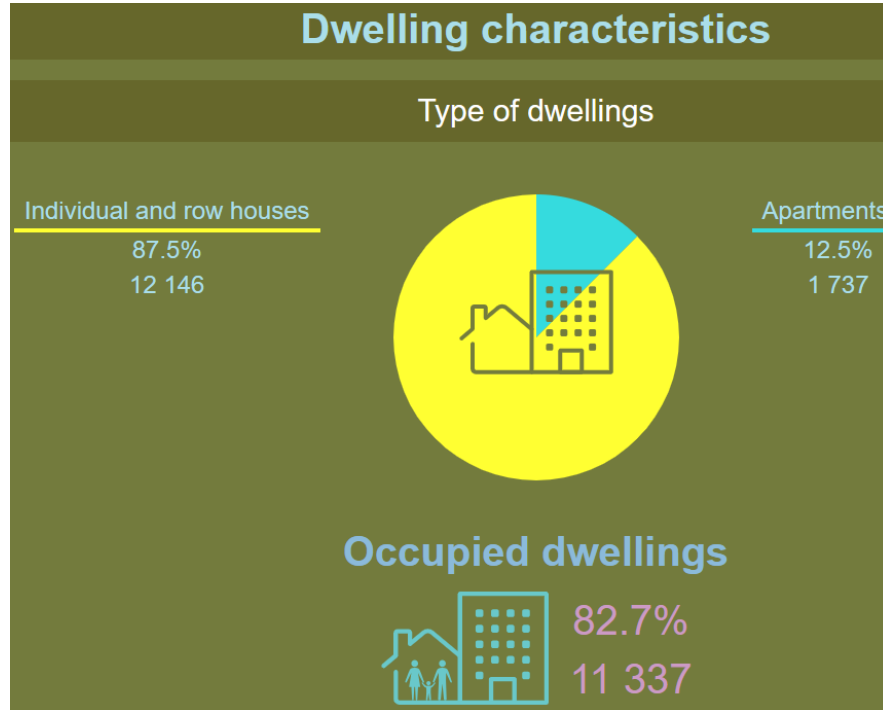 Dwelling characteristics
Type of dwellings
Individual and row houses
87.5%
12 146
Apartments
12.5%
1 737
Occupied dwellings
82.7%
11 337